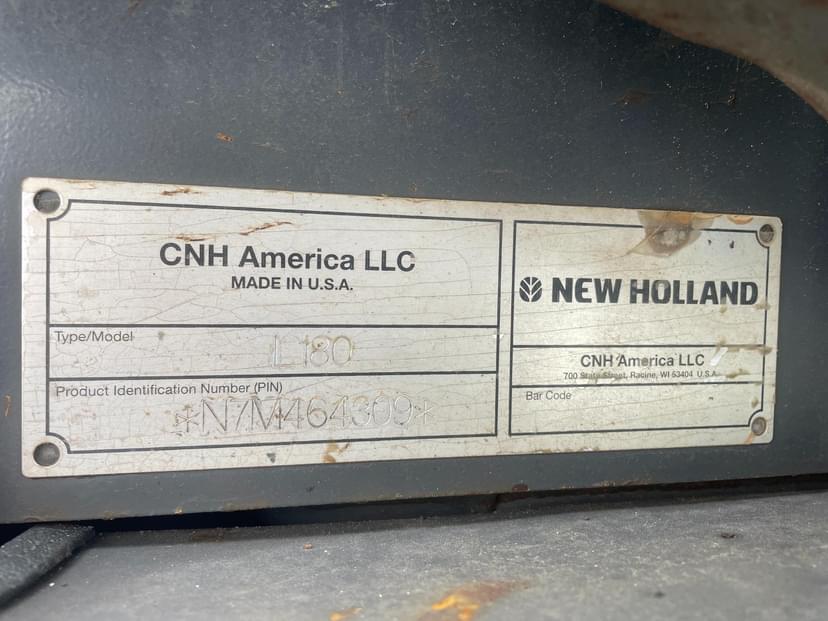 CNH America LLC
MADE IN U.S.A.
Type/Model
L180
Product Identification Number (PIN)
*N7M464309*
NEW HOLLAND
CNH America LLC
700 State Street, Racine, WI 53404 U.S.A.
Bar Code